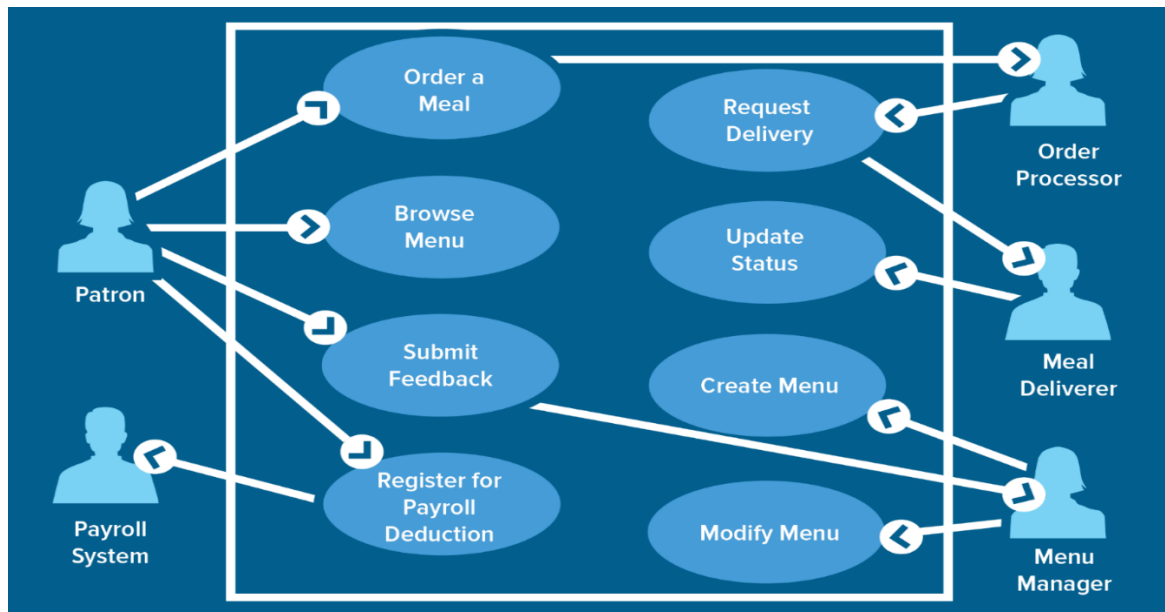 Order a
Meal
Request
Delivery
Order
Processor
Browse
Menu
Update
Status
Patron
Submit
Feedback
Create Menu
Meal
Deliverer
Register for
Payroll
Deduction
Modify Menu
Payroll
System
Menu
Manager